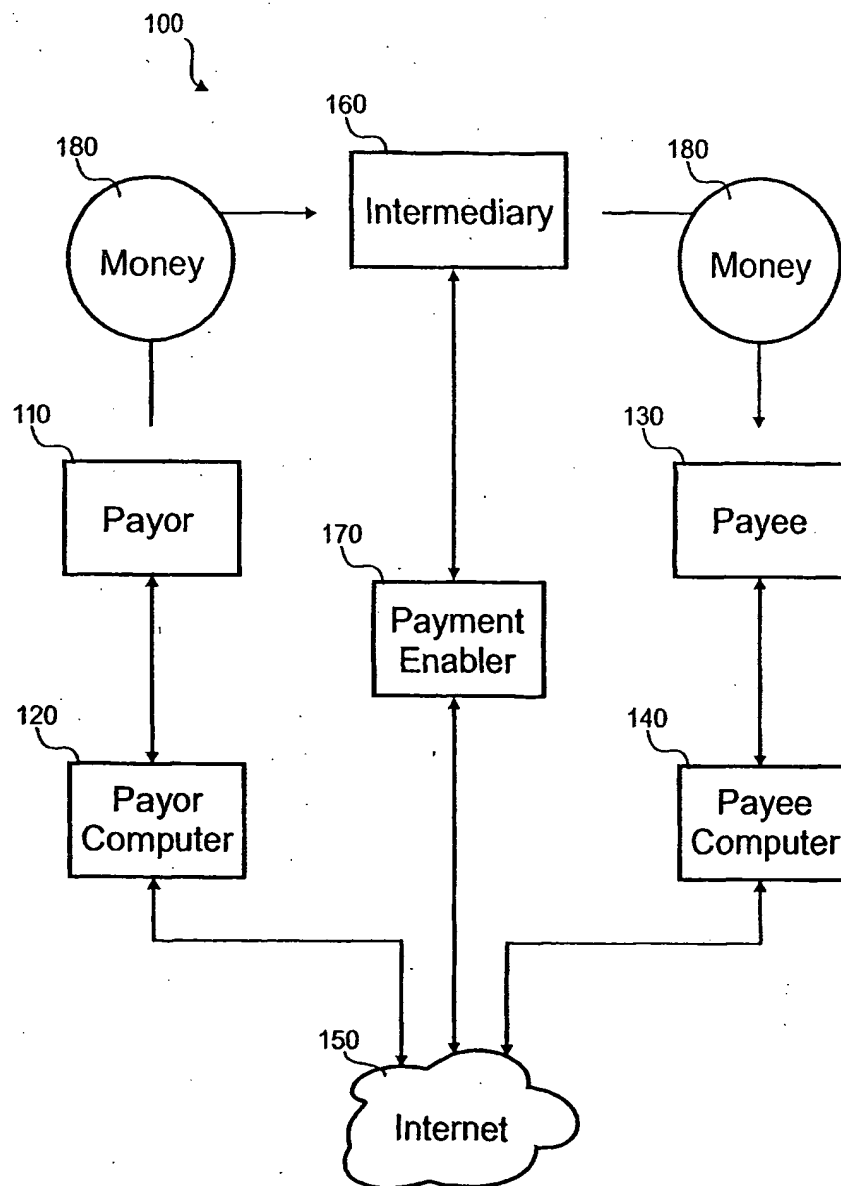 100
160
180
180
Intermediary
Money
Money
110
130
Payor
Payee
170
Payment
Enabler
120
140
Payor
Computer
Payee
Computer
150
Internet